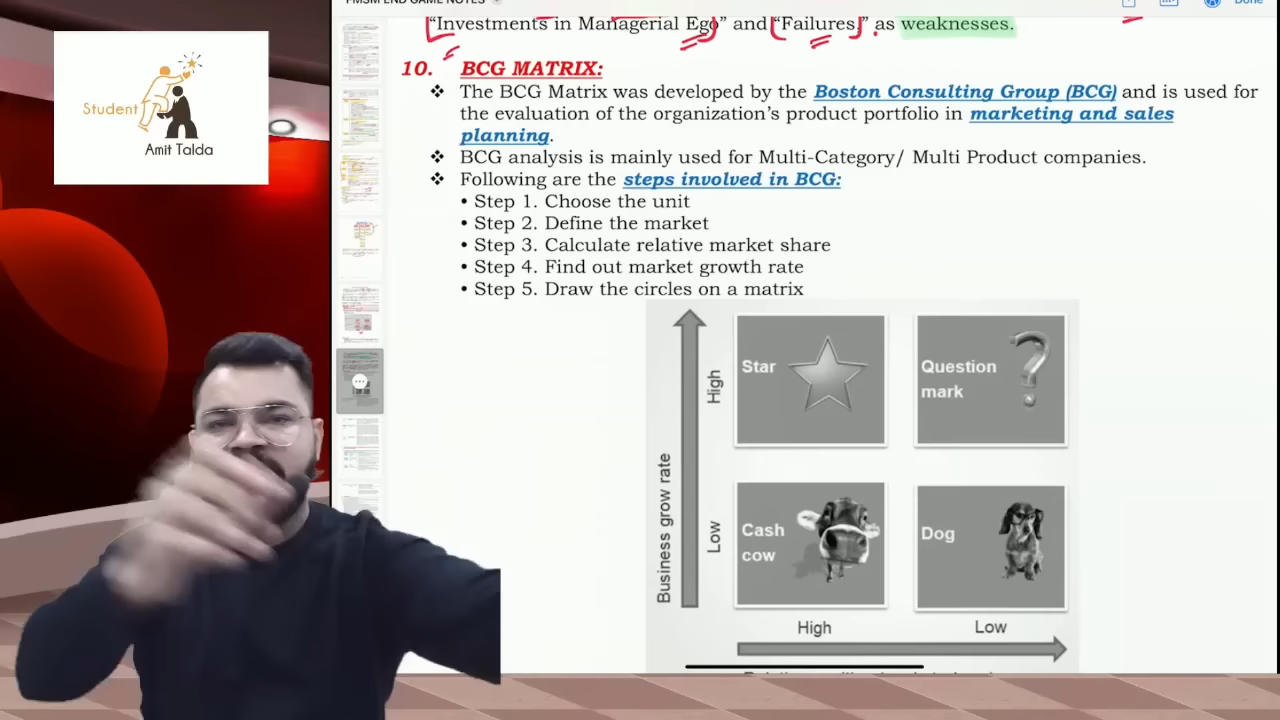 FMSM END GAME NOTES
Done
"Investments in Managerial Ego" and "Failures", as weaknesses.
10. BCG MATRIX:
❖ The BCG Matrix was developed by the Boston Consulting Group (BCG) and is used for
the evaluation of the organization's product portfolio in marketing and sales
planning.
❖ BCG analysis is mainly used for Multi-Category/ Multi Product companies.
❖ Following are the Steps involved in BCG:
• Step 1. Choose the unit
• Step 2. Define the market
• Step 3. Calculate relative market share
• Step 4. Find out market growth rate
• Step 5. Draw the circles on a matrix
Student
Amit Talda
Business grow rate
High
Low
Star
Question
mark
Cash
cow
Dog
High
Low